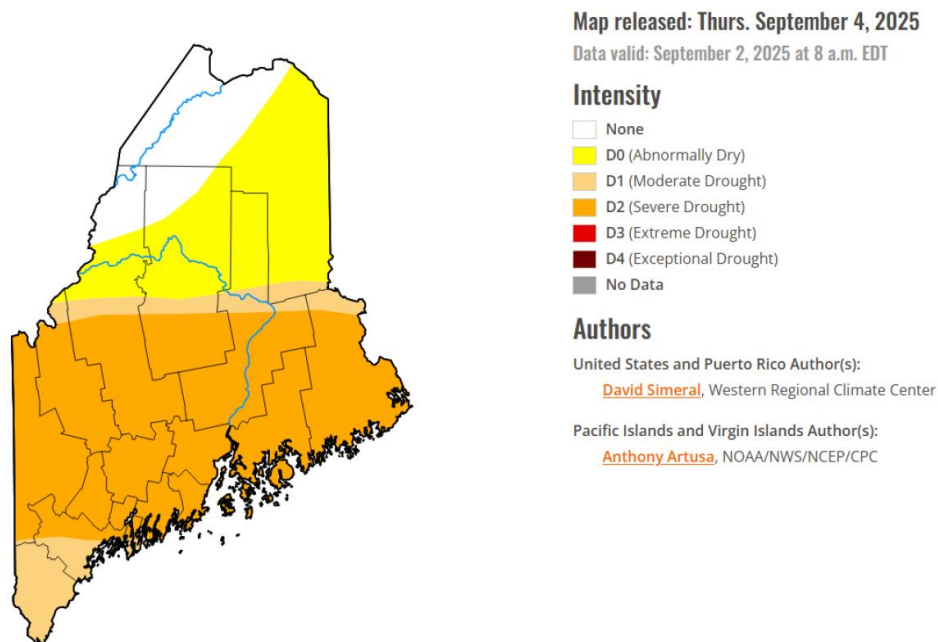 Map released: Thurs. September 4, 2025
Data valid: September 2, 2025 at 8 a.m. EDT
Intensity
None
D0 (Abnormally Dry)
D1 (Moderate Drought)
D2 (Severe Drought)
D3 (Extreme Drought)
D4 (Exceptional Drought)
No Data
Authors
United States and Puerto Rico Author(s):
David Simeral, Western Regional Climate Center
Pacific Islands and Virgin Islands Author(s):
Anthony Artusa, NOAA/NWS/NCEP/CPC